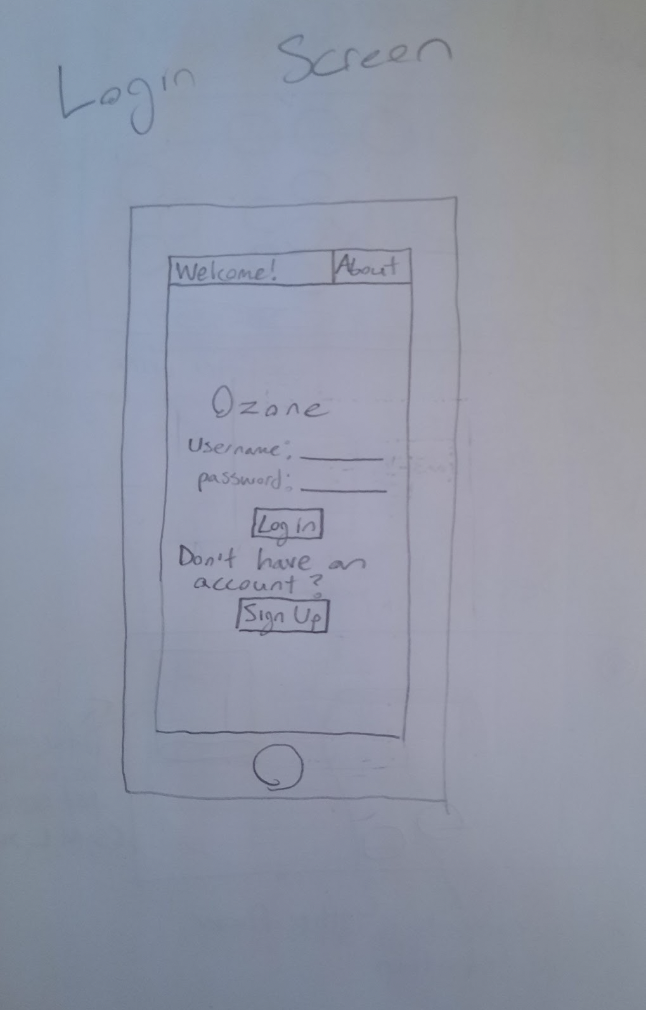 Login Screen
Welcome! About
Ozone
Username:
password:
Log in
Don't have an
account?
Sign Up